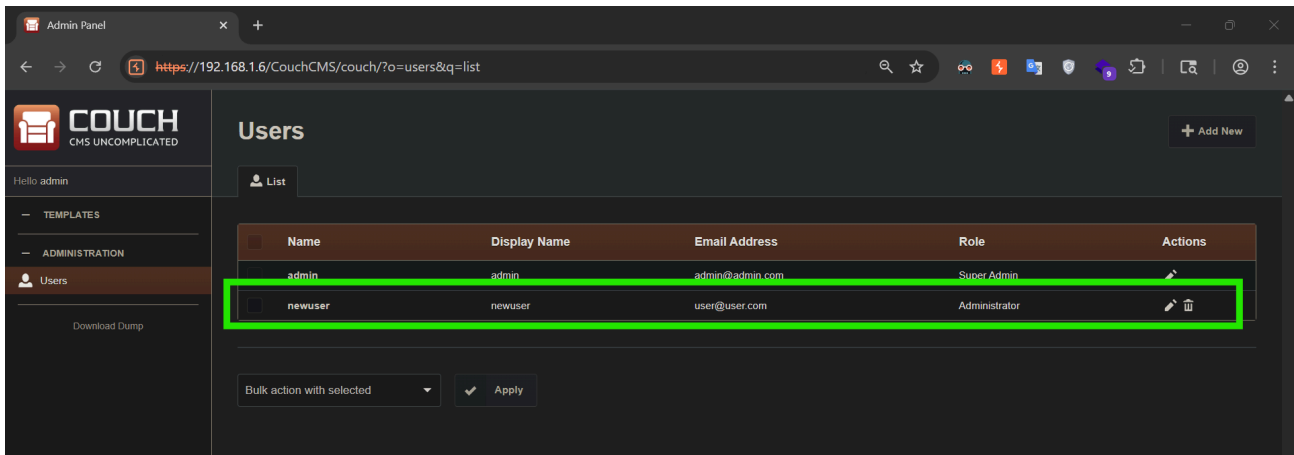 Admin Panel
https://192.168.1.6/CouchCMS/couch/?o=users&q=list
9
COUCH
CMS UNCOMPLICATED
Users
Add New
Hello admin
List
TEMPLATES
ADMINISTRATION
Users
Download Dump
Name Display Name Email Address Role Actions
admin admin admin@admin.com Super Admin
newuser newuser user@user.com Administrator
Bulk action with selected Apply